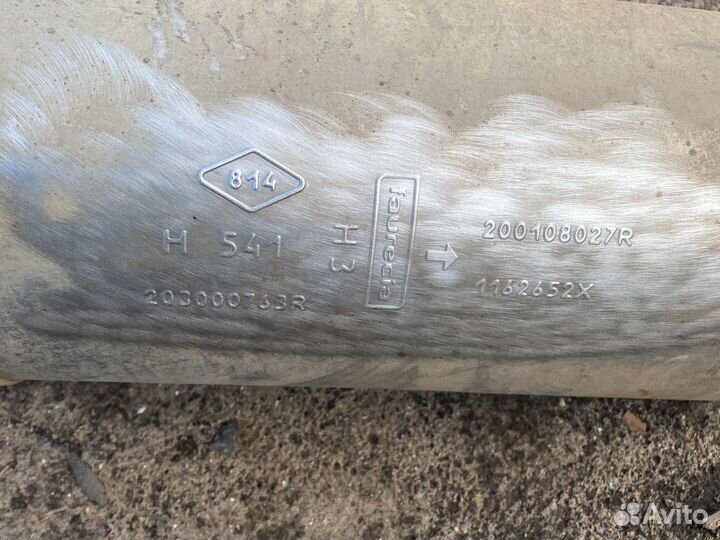 814
H 541
203000763R
H3
faurecia
200108027R
1162652X
Avito